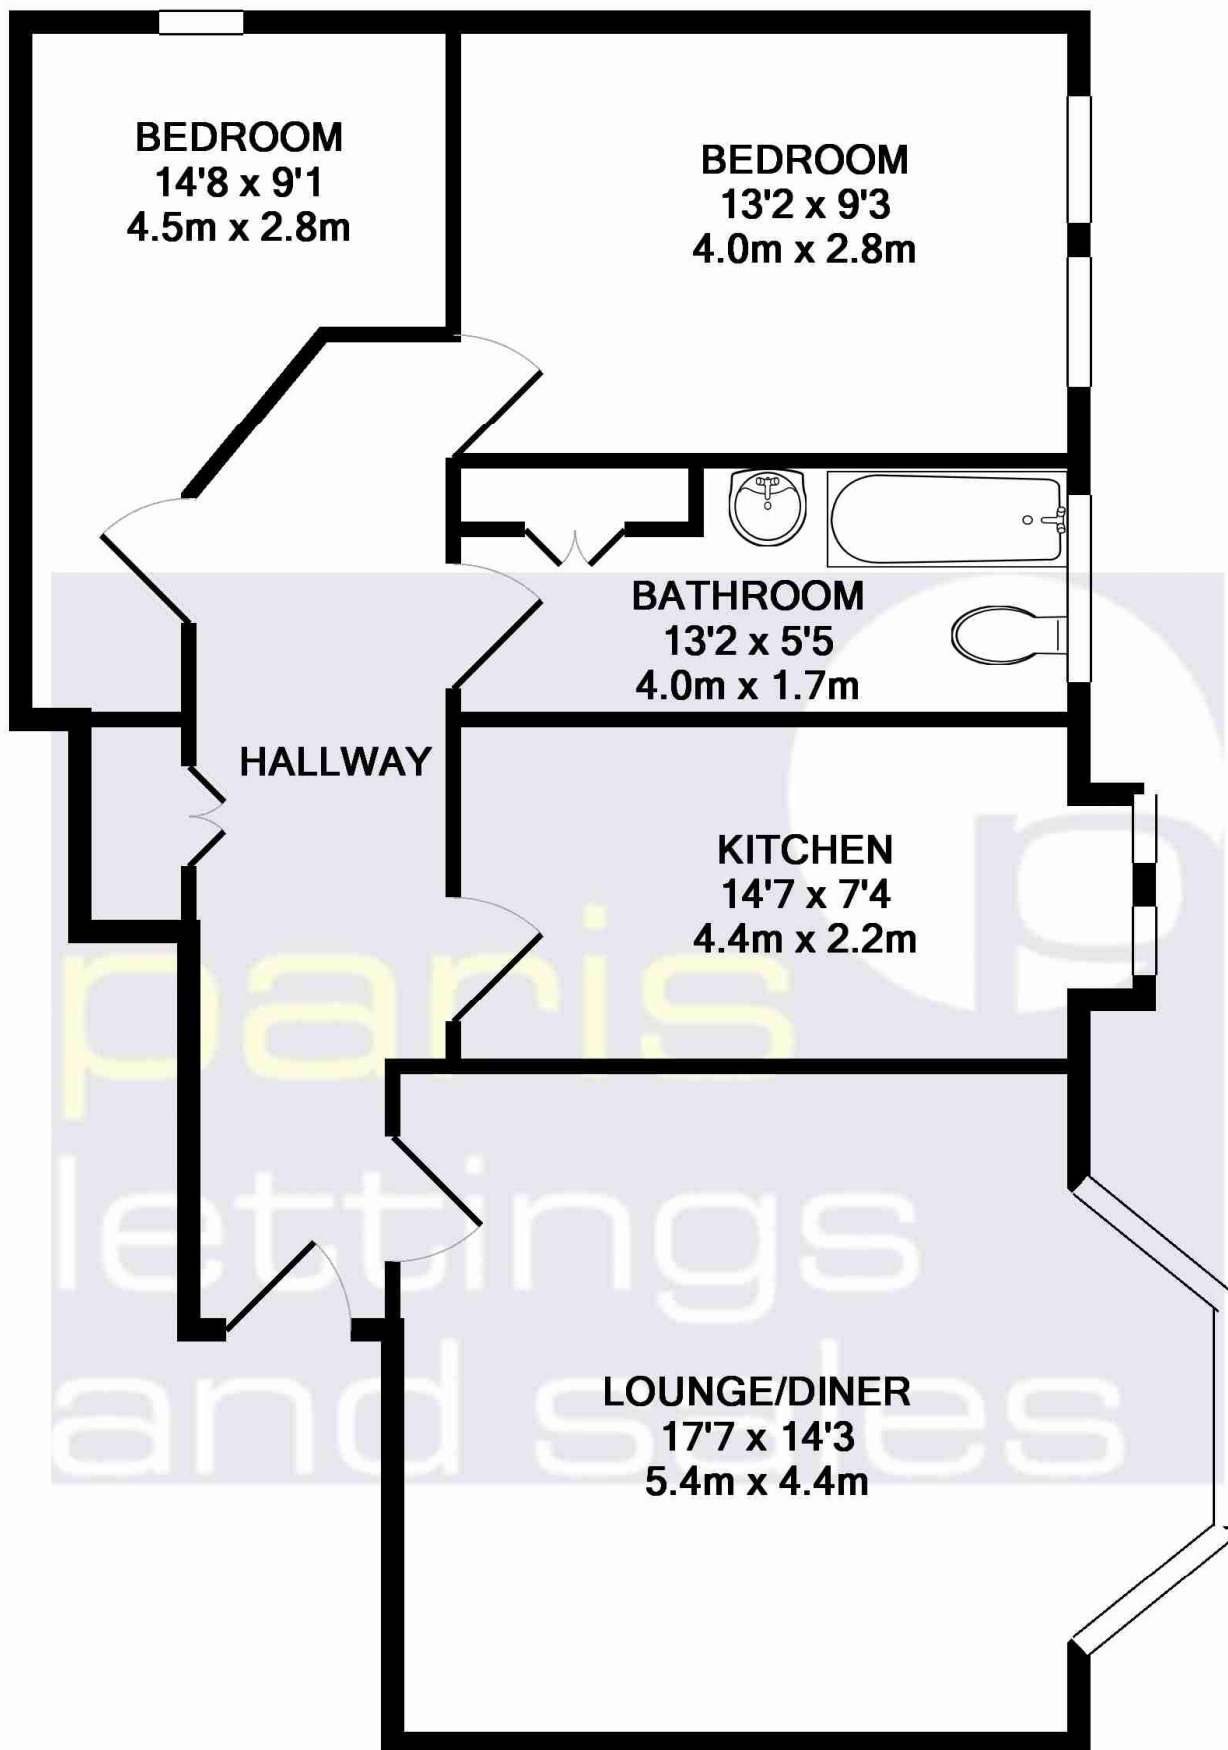 BEDROOM
14'8 x 9'1
4.5m x 2.8m
BEDROOM
13'2 x 9'3
4.0m x 2.8m
BATHROOM
13'2 x 5'5
4.0m x 1.7m
HALLWAY
KITCHEN
14'7 x 7'4
4.4m x 2.2m
paris
lettings
and sales
LOUNGE/DINER
17'7 x 14'3
5.4m x 4.4m